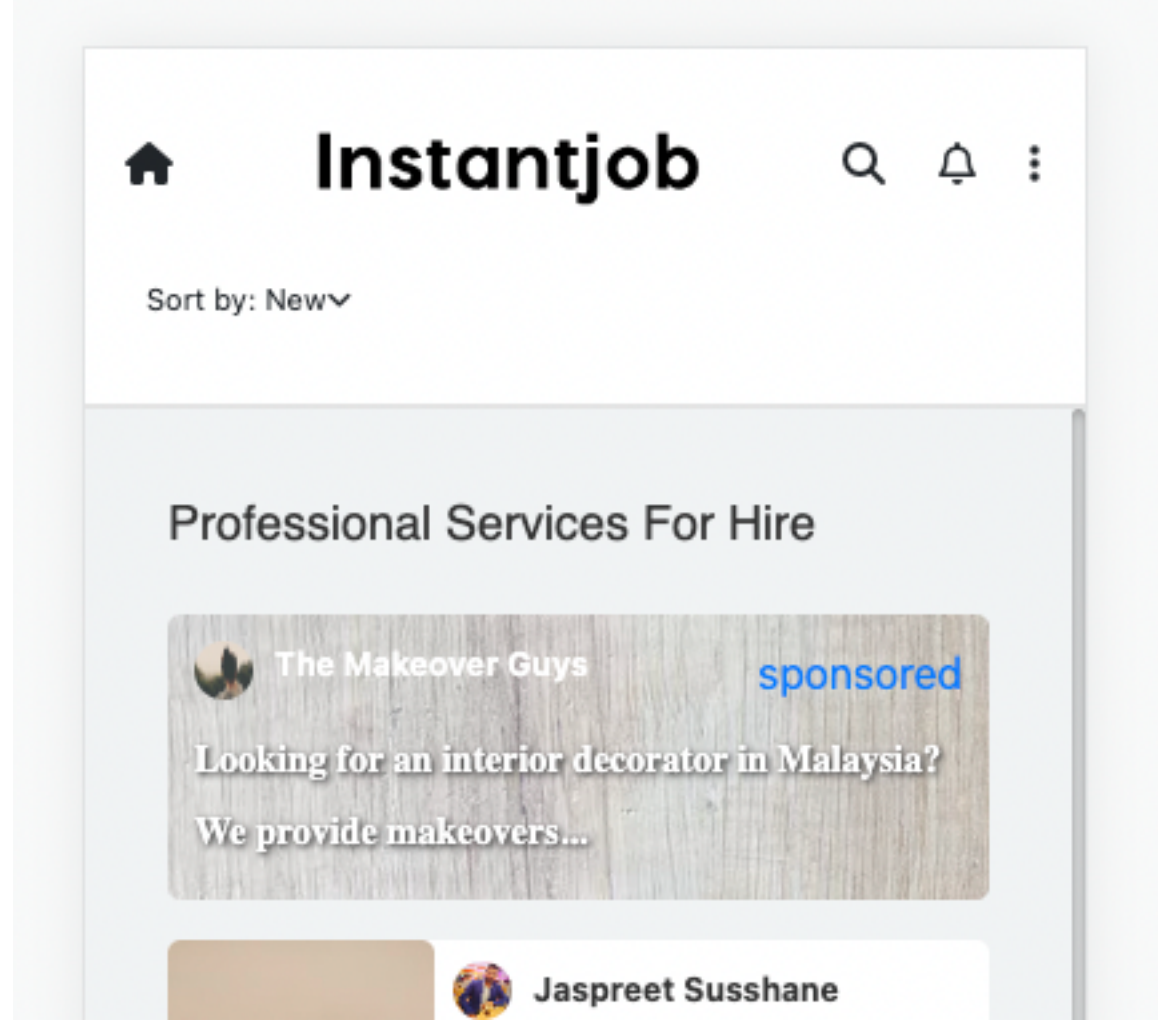 Instantjob
Sort by: New
Professional Services For Hire
The Makeover Guys
sponsored
Looking for an interior decorator in Malaysia?
We provide makeovers...
Jaspreet Susshane